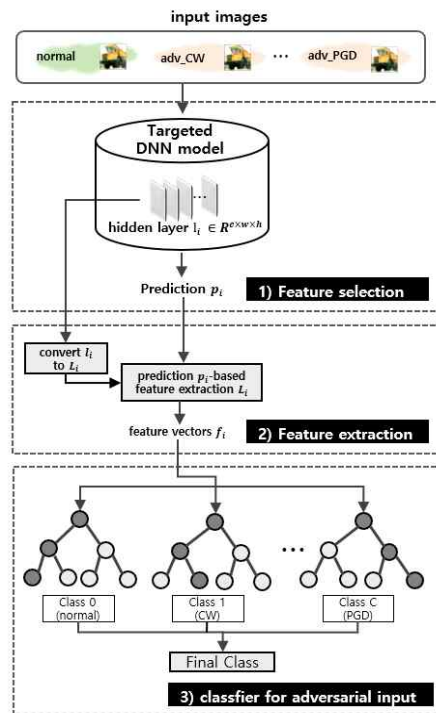 input images
normal adv_CW ... adv_PGD
Targeted
DNN model
...
hidden layer lᵢ ∈ Rᶜˣʷˣʰ
Prediction pᵢ
1) Feature selection
convert lᵢ
to Lᵢ
prediction pᵢ-based
feature extraction Lᵢ
feature vectors fᵢ
2) Feature extraction
...
Class 0
(normal)
Class 1
(CW)
Class C
(PGD)
Final Class
3) classfier for adversarial input